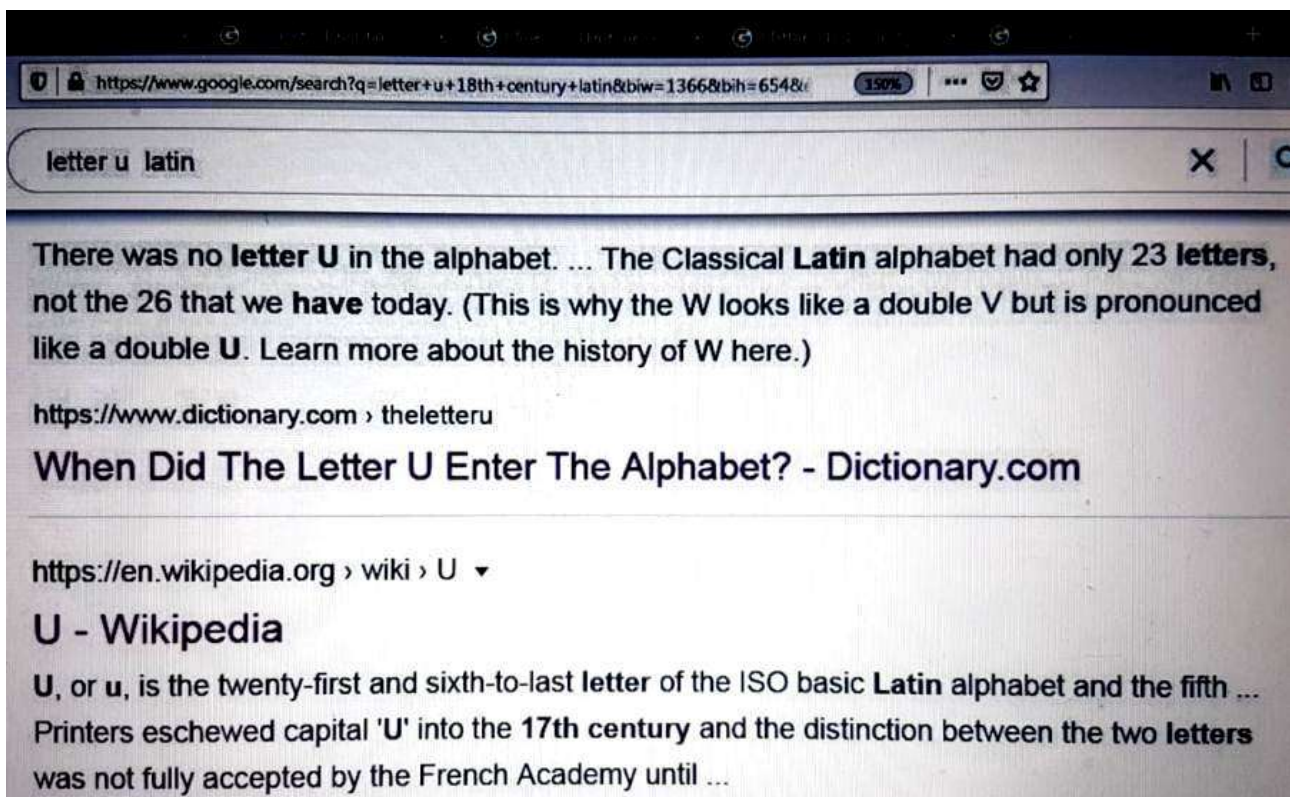 https://www.google.com/search?q=letter+u+18th+century+latin&biw=1366&bih=654& 150%
letter u latin
There was no letter U in the alphabet. ... The Classical Latin alphabet had only 23 letters,
not the 26 that we have today. (This is why the W looks like a double V but is pronounced
like a double U. Learn more about the history of W here.)
https://www.dictionary.com › theletteru
When Did The Letter U Enter The Alphabet? - Dictionary.com
https://en.wikipedia.org › wiki › U
U - Wikipedia
U, or u, is the twenty-first and sixth-to-last letter of the ISO basic Latin alphabet and the fifth ...
Printers eschewed capital 'U' into the 17th century and the distinction between the two letters
was not fully accepted by the French Academy until ...